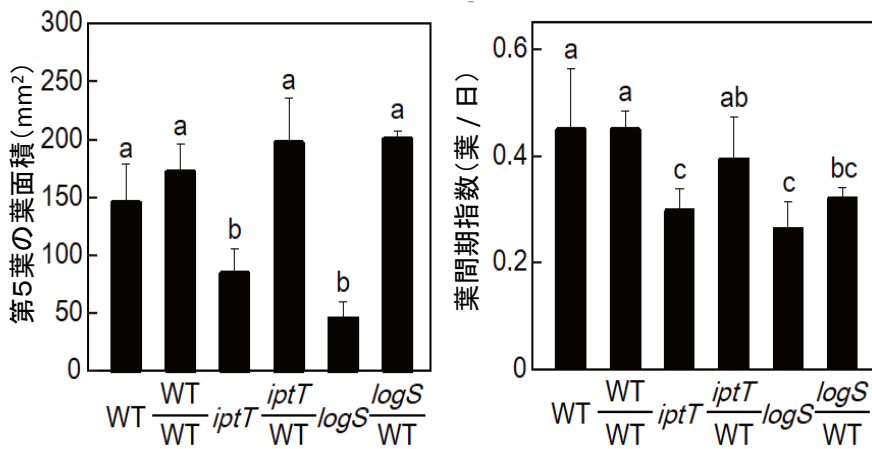 第5葉の葉面積(mm²)
300
250
200
150
100
50
0
a
a
b
a
b
a
WT
WT
WT
iptT
iptT
WT
logS
logS
WT
葉間期指数(葉/日)
0.6
0.4
0.2
0
a
a
c
ab
c
bc
WT
WT
WT
iptT
iptT
WT
logS
logS
WT